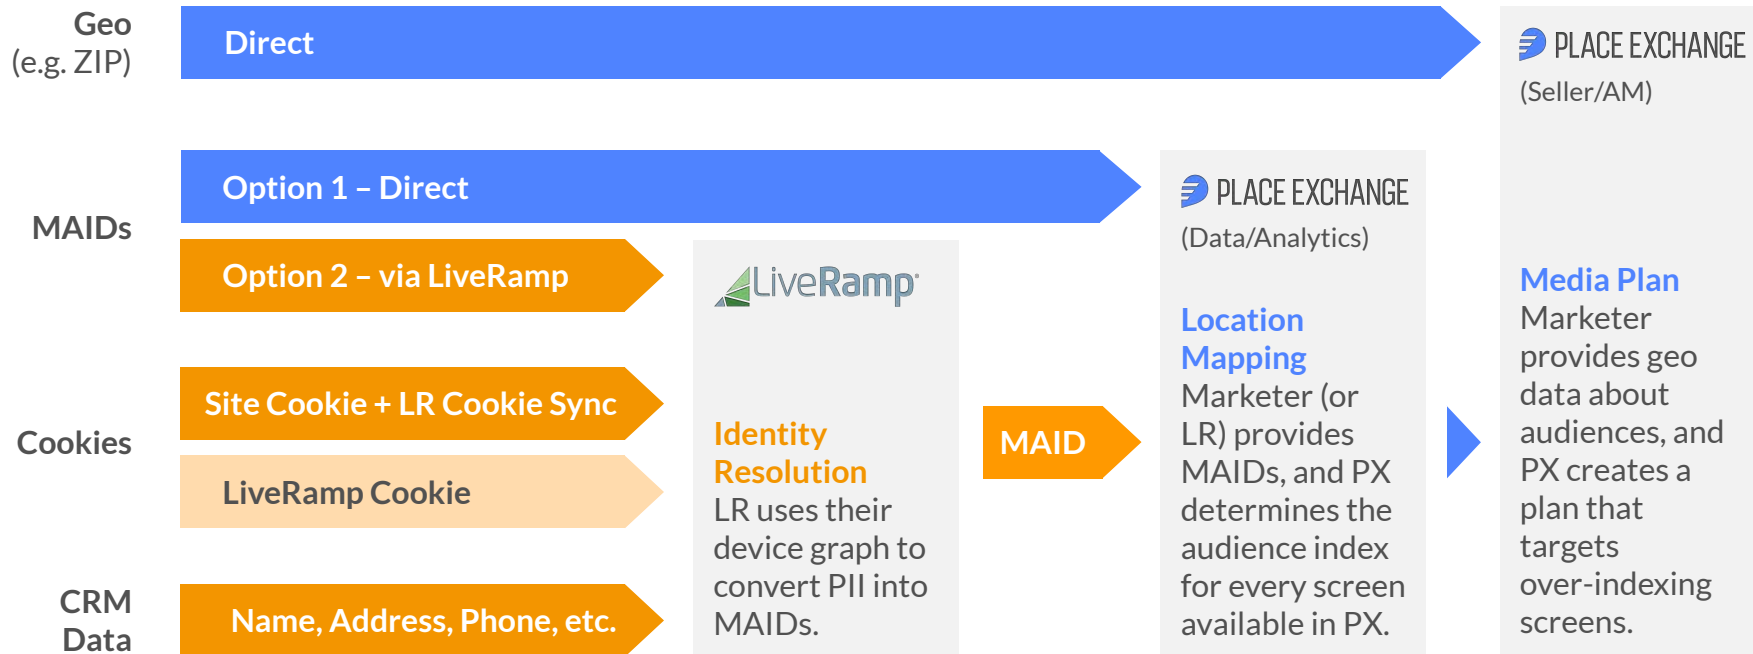 Geo
(e.g. ZIP)
Direct
PLACE EXCHANGE
(Seller/AM)
MAIDs
Option 1 – Direct
Option 2 – via LiveRamp
Cookies
Site Cookie + LR Cookie Sync
LiveRamp Cookie
CRM
Data
Name, Address, Phone, etc.
LiveRamp
Identity
Resolution
LR uses their
device graph to
convert PII into
MAIDs.
MAID
PLACE EXCHANGE
(Data/Analytics)
Location
Mapping
Marketer (or
LR) provides
MAIDs, and PX
determines the
audience index
for every screen
available in PX.
Media Plan
Marketer
provides geo
data about
audiences, and
PX creates a
plan that
targets
over-indexing
screens.